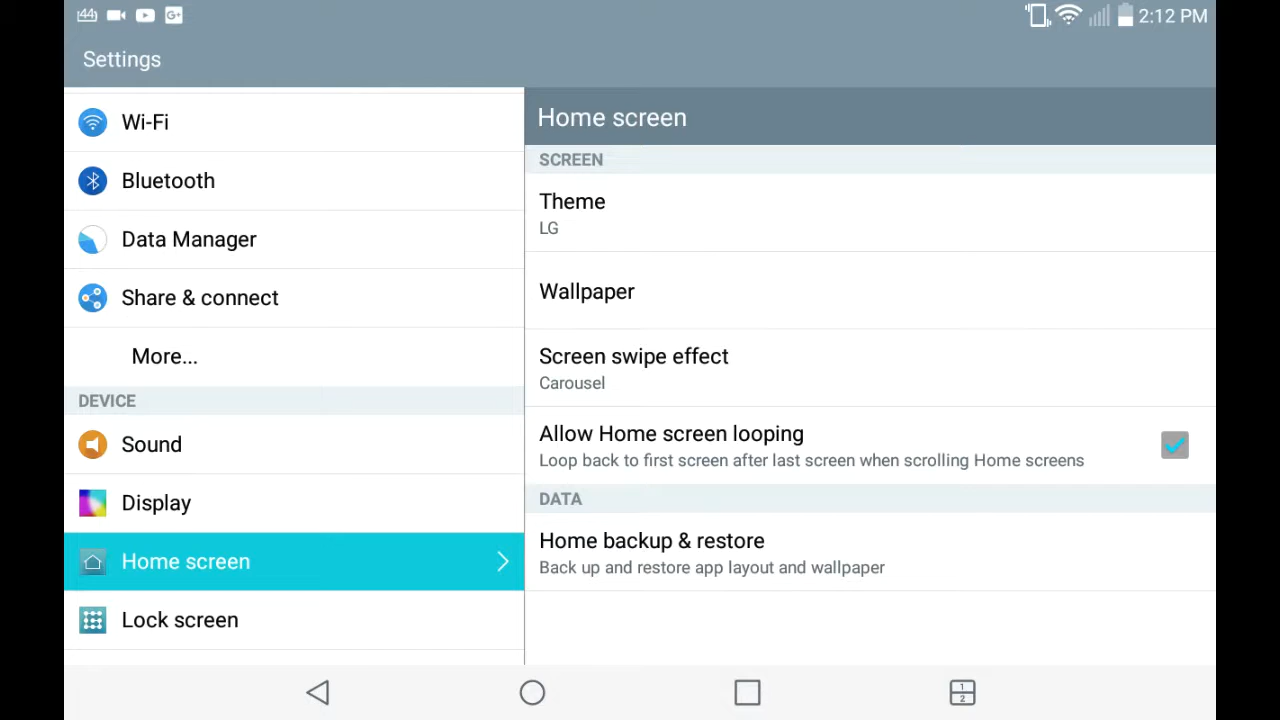 44 G+ 2:12 PM
Settings
Wi-Fi
Bluetooth
Data Manager
Share & connect
More...
DEVICE
Sound
Display
Home screen
Lock screen
Home screen
SCREEN
Theme
LG
Wallpaper
Screen swipe effect
Carousel
Allow Home screen looping
Loop back to first screen after last screen when scrolling Home screens
DATA
Home backup & restore
Back up and restore app layout and wallpaper
1
2